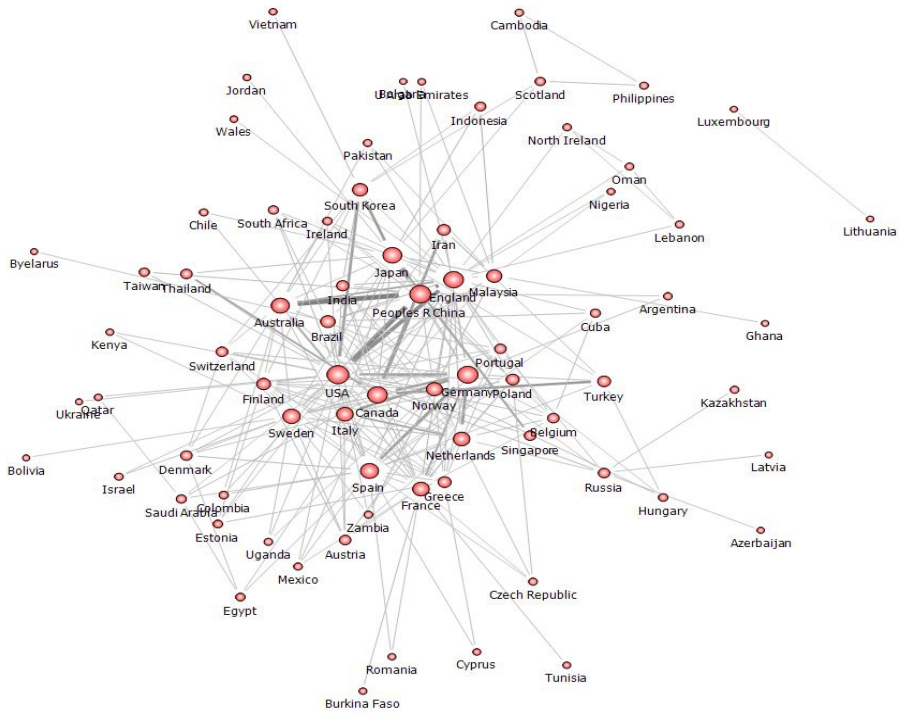 Vietnam
Cambodia
Jordan
Bulgaria
U Arab Emirates
Scotland
Philippines
Indonesia
Luxembourg
Wales
North Ireland
Pakistan
Oman
South Korea
Nigeria
Chile
South Africa
Ireland
Lithuania
Lebanon
Iran
Byelarus
Japan
Taiwan
Thailand
India
England
Malaysia
Peoples R China
Argentina
Australia
Brazil
Cuba
Ghana
Kenya
Portugal
Switzerland
USA
Germany
Poland
Finland
Canada
Norway
Turkey
Kazakhstan
Ukraine
Qatar
Sweden
Italy
Belgium
Netherlands
Singapore
Bolivia
Denmark
Latvia
Israel
Spain
Russia
France
Greece
Saudi Arabia
Colombia
Hungary
Zambia
Estonia
Azerbaijan
Uganda
Austria
Mexico
Czech Republic
Egypt
Romania
Cyprus
Tunisia
Burkina Faso